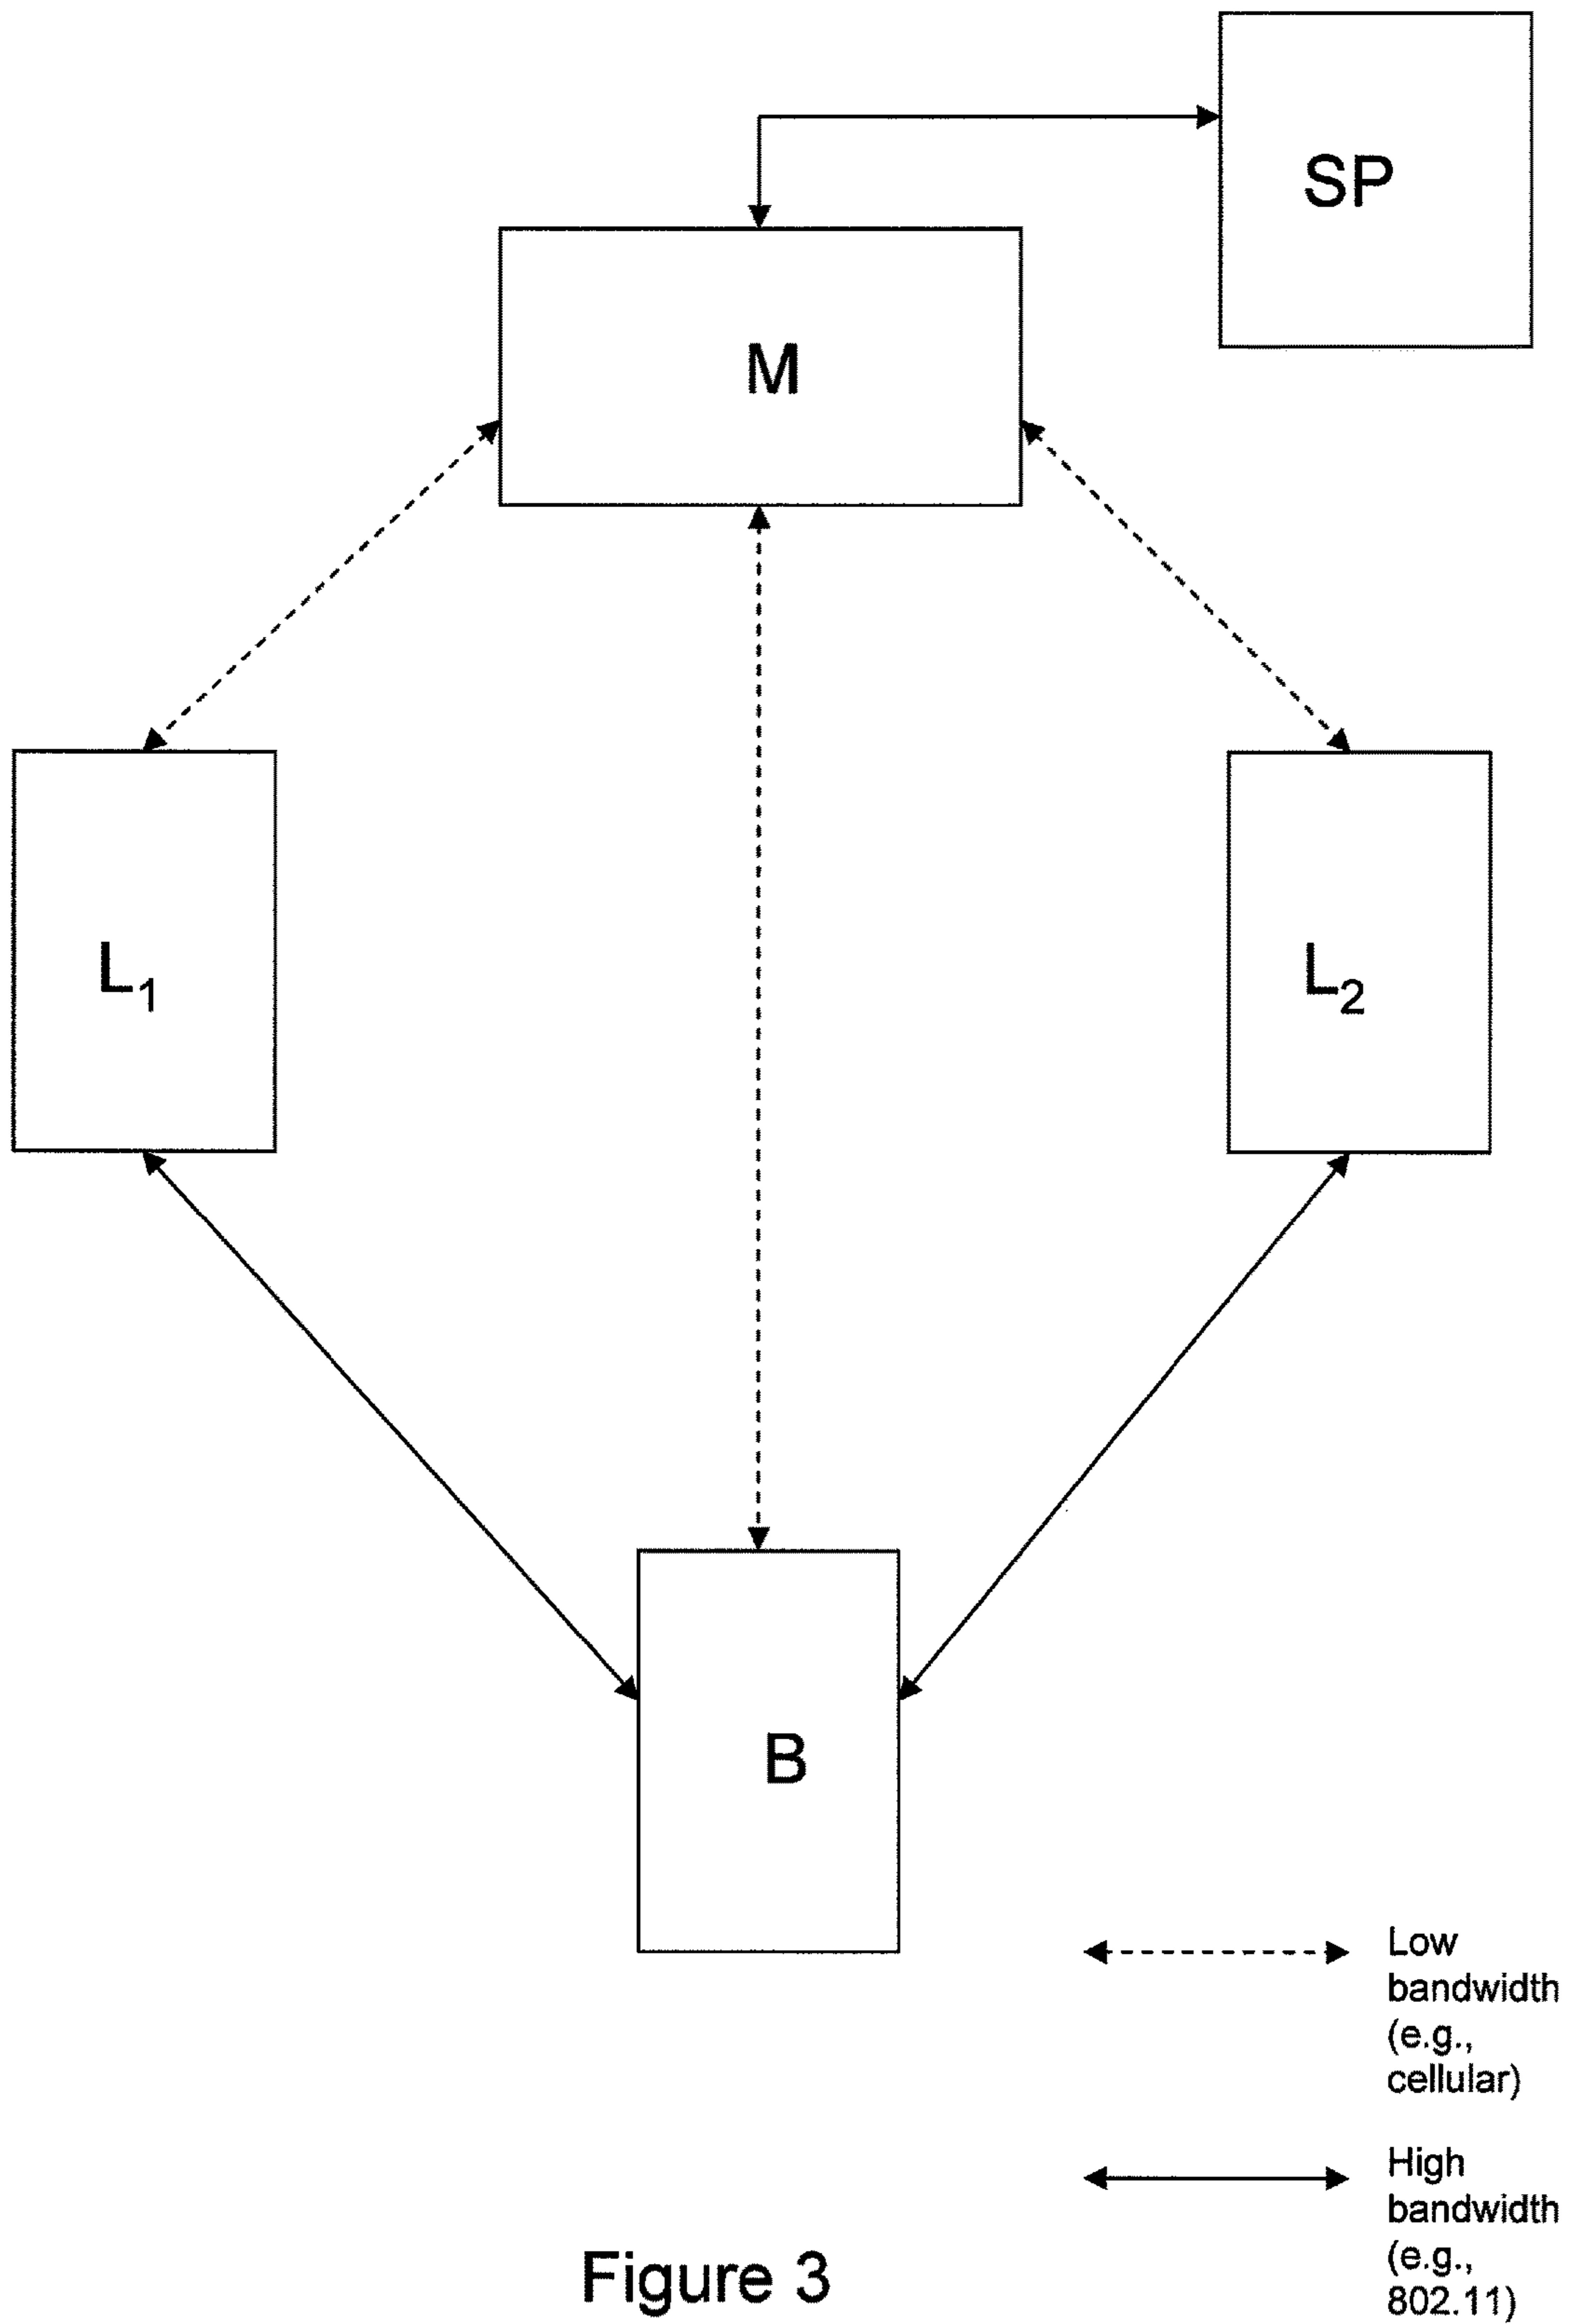 SP
M
L₁
L₂
B
Low
bandwidth
(e.g.,
cellular)
High
bandwidth
(e.g.,
802.11)
Figure 3